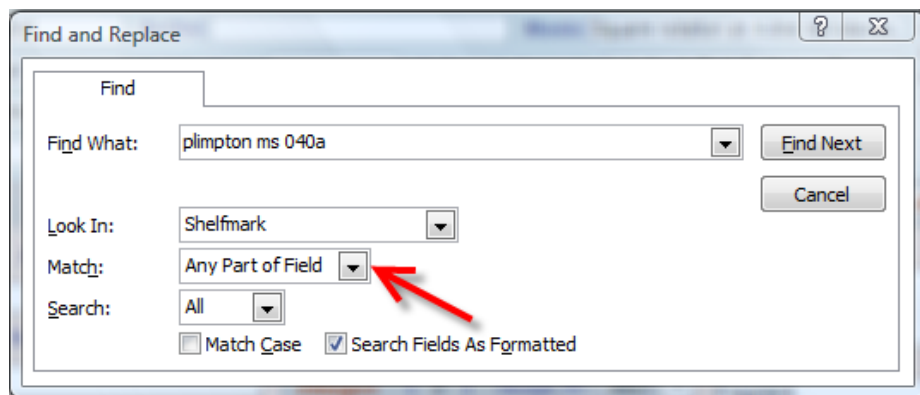 Find and Replace
Find
Find What: plimpton ms 040a Find Next
Cancel
Look In: Shelfmark
Match: Any Part of Field
Search: All
Match Case Search Fields As Formatted